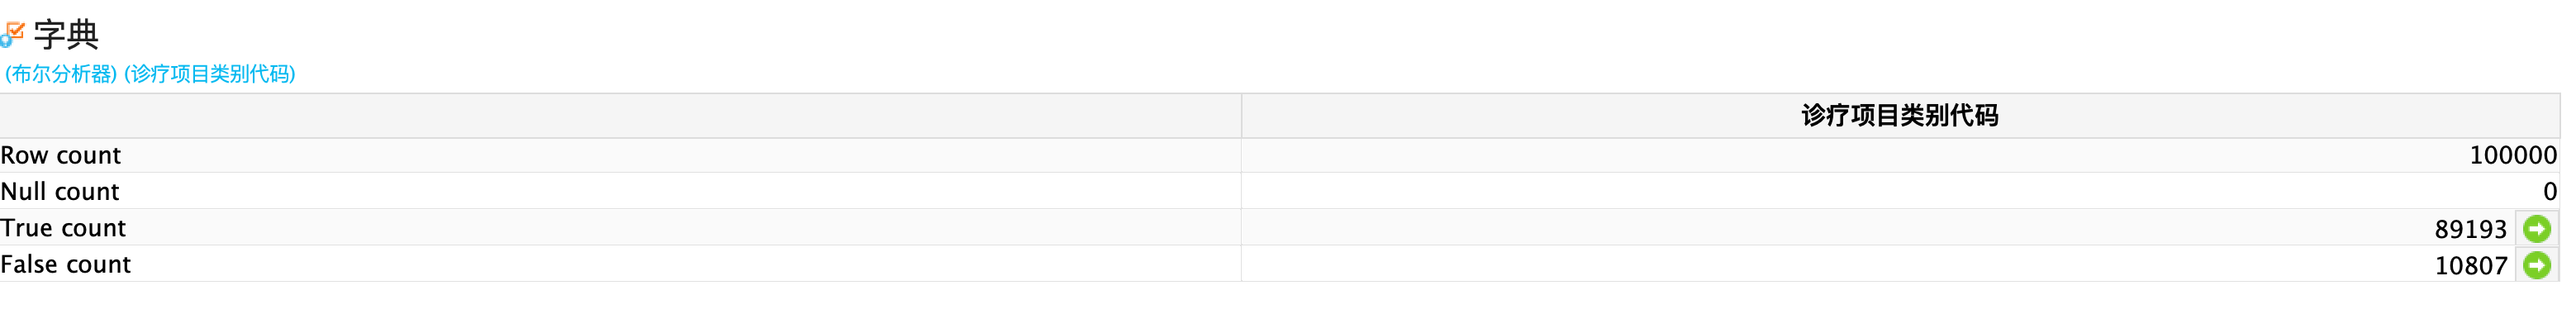 字典
(布尔分析器) (诊疗项目类别代码)
诊疗项目类别代码
Row count 100000
Null count 0
True count 89193
False count 10807